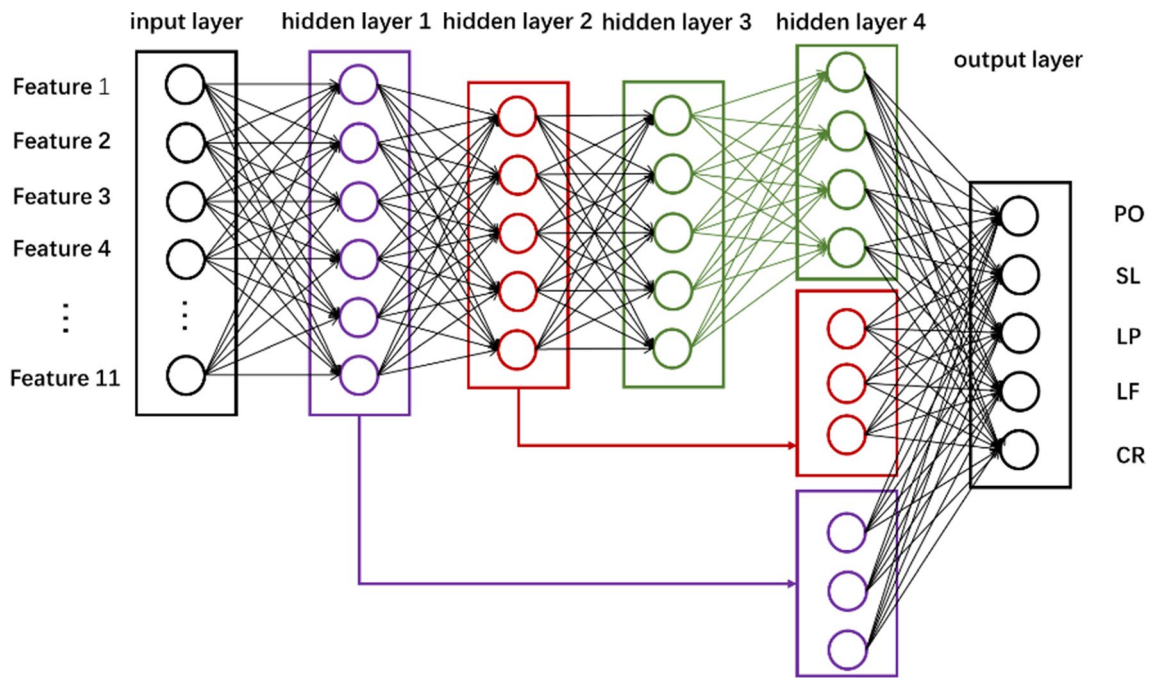 input layer
hidden layer 1
hidden layer 2
hidden layer 3
hidden layer 4
output layer
Feature 1
Feature 2
Feature 3
Feature 4
⋮
⋮
Feature 11
PO
SL
LP
LF
CR